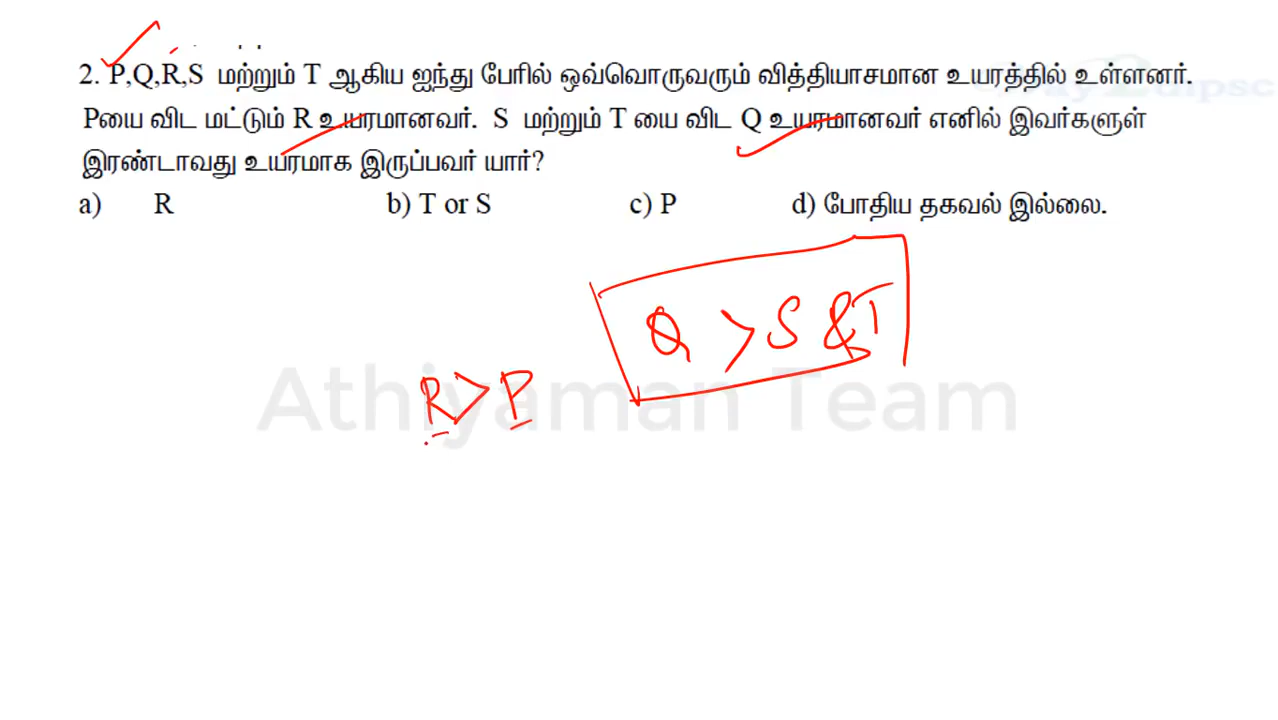 2. P,Q,R,S மற்றும் T ஆகிய ஐந்து பேரில் ஒவ்வொருவரும் வித்தியாசமான உயரத்தில் உள்ளனர்.
Pயை விட மட்டும் R உயரமானவர். S மற்றும் T யை விட Q உயரமானவர் எனில் இவர்களுள்
இரண்டாவது உயரமாக இருப்பவர் யார்?
a) R b) T or S c) P d) போதிய தகவல் இல்லை.
Q > S & T
R > P
Athiyaman Team